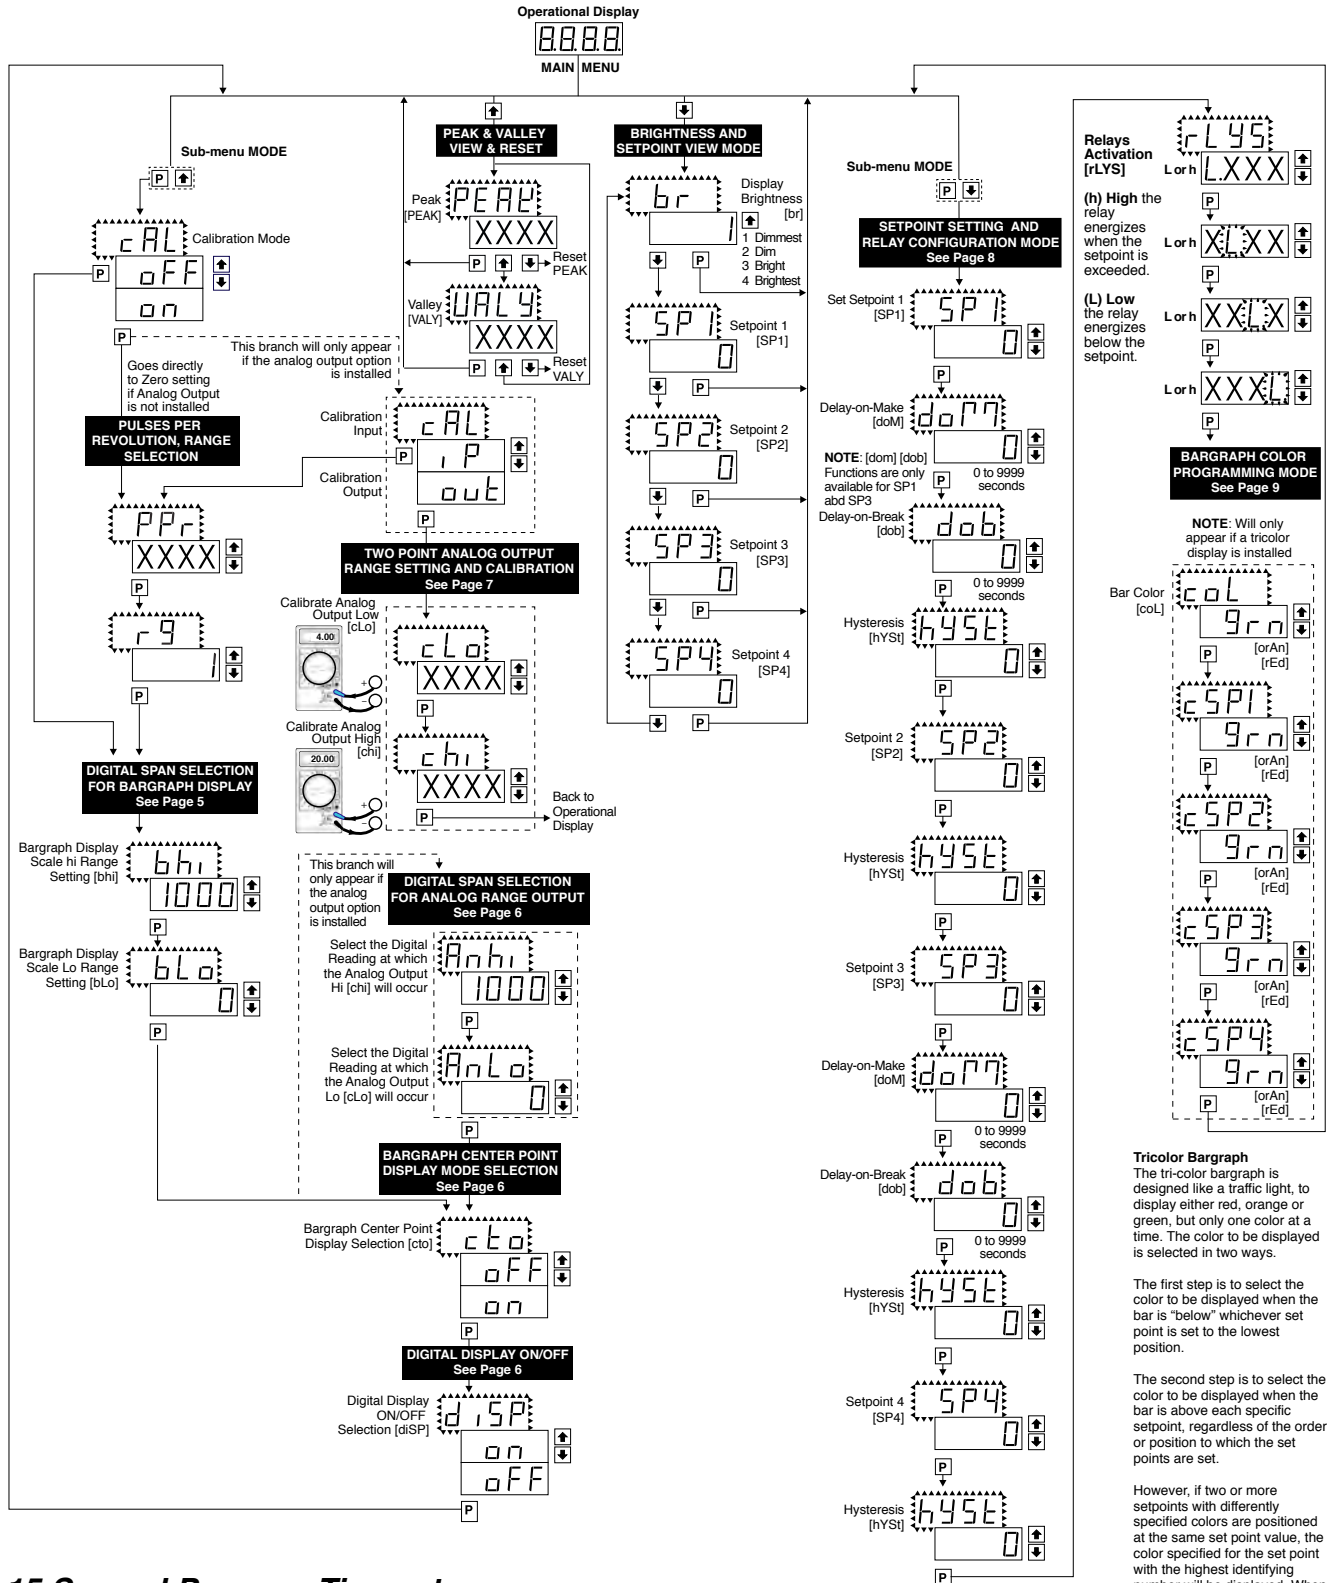 Operational Display
8.8.8.8.
MAIN MENU
Sub-menu MODE
P
cAL
Calibration Mode
P
oFF
on
P
This branch will only appear
if the analog output option
is installed
Goes directly
to Zero setting
if Analog Output
is not installed
PULSES PER
REVOLUTION, RANGE
SELECTION
PPr
XXXX
P
rg
1
P
DIGITAL SPAN SELECTION
FOR BARGRAPH DISPLAY
See Page 5
Bargraph Display
Scale hi Range
Setting [bhi]
bhi
1000
P
Bargraph Display
Scale Lo Range
Setting [bLo]
bLo
0
P
PEAK & VALLEY
VIEW & RESET
Peak
[PEAK]
PEAK
XXXX
P
Reset
PEAK
Valley
[VALY]
VALY
XXXX
P
Reset
VALY
Calibration
Input
cAL
P
iP
Calibration
Output
out
P
TWO POINT ANALOG OUTPUT
RANGE SETTING AND CALIBRATION
See Page 7
Calibrate Analog
Output Low
[cLo]
4.00
+
−
cLo
XXXX
P
Calibrate Analog
Output High
[chi]
20.00
+
−
chi
XXXX
P
Back to
Operational
Display
This branch will
only appear if
the analog
output option
is installed
DIGITAL SPAN SELECTION
FOR ANALOG RANGE OUTPUT
See Page 6
Select the Digital
Reading at which
the Analog Output
Hi [chi] will occur
Anhi
1000
P
Select the Digital
Reading at which
the Analog Output
Lo [cLo] will occur
AnLo
0
P
BARGRAPH CENTER POINT
DISPLAY MODE SELECTION
See Page 6
Bargraph Center Point
Display Selection [cto]
cto
oFF
on
P
DIGITAL DISPLAY ON/OFF
See Page 6
Digital Display
ON/OFF
Selection [diSP]
diSP
on
oFF
P
BRIGHTNESS AND
SETPOINT VIEW MODE
br
1
Display
Brightness
[br]
1 Dimmest
2 Dim
3 Bright
4 Brightest
P
SP1
0
Setpoint 1
[SP1]
P
SP2
0
Setpoint 2
[SP2]
P
SP3
0
Setpoint 3
[SP3]
P
SP4
0
Setpoint 4
[SP4]
P
Sub-menu MODE
P
SETPOINT SETTING AND
RELAY CONFIGURATION MODE
See Page 8
Set Setpoint 1
[SP1]
SP1
0
P
Delay-on-Make
[doM]
doM
0
NOTE: [dom] [dob]
Functions are only
available for SP1
abd SP3
P
0 to 9999
seconds
Delay-on-Break
[dob]
dob
0
P
0 to 9999
seconds
Hysteresis
[hYSt]
hYSt
0
P
Setpoint 2
[SP2]
SP2
0
P
Hysteresis
[hYSt]
hYSt
0
P
Setpoint 3
[SP3]
SP3
0
P
Delay-on-Make
[doM]
doM
0
P
0 to 9999
seconds
Delay-on-Break
[dob]
dob
0
P
0 to 9999
seconds
Hysteresis
[hYSt]
hYSt
0
P
Setpoint 4
[SP4]
SP4
0
P
Hysteresis
[hYSt]
hYSt
0
P
Relays
Activation
[rLYS]
(h) High the
relay
energizes
when the
setpoint is
exceeded.
(L) Low
the relay
energizes
below the
setpoint.
rLYS
L or h
L.XXX
P
L or h
XLXX
P
L or h
XXLX
P
L or h
XXXL
P
BARGRAPH COLOR
PROGRAMMING MODE
See Page 9
NOTE: Will only
appear if a tricolor
display is installed
Bar Color
[coL]
coL
grn
[orAn]
[rEd]
P
cSP1
grn
[orAn]
[rEd]
P
cSP2
grn
[orAn]
[rEd]
P
cSP3
grn
[orAn]
[rEd]
P
cSP4
grn
[orAn]
[rEd]
P
Tricolor Bargraph
The tri-color bargraph is
designed like a traffic light, to
display either red, orange or
green, but only one color at a
time. The color to be displayed
is selected in two ways.
The first step is to select the
color to be displayed when the
bar is “below” whichever set
point is set to the lowest
position.
The second step is to select the
color to be displayed when the
bar is above each specific
setpoint, regardless of the order
or position to which the set
points are set.
However, if two or more
setpoints with differently
specified colors are positioned
at the same set point value, the
color specified for the set point
with the highest identifying